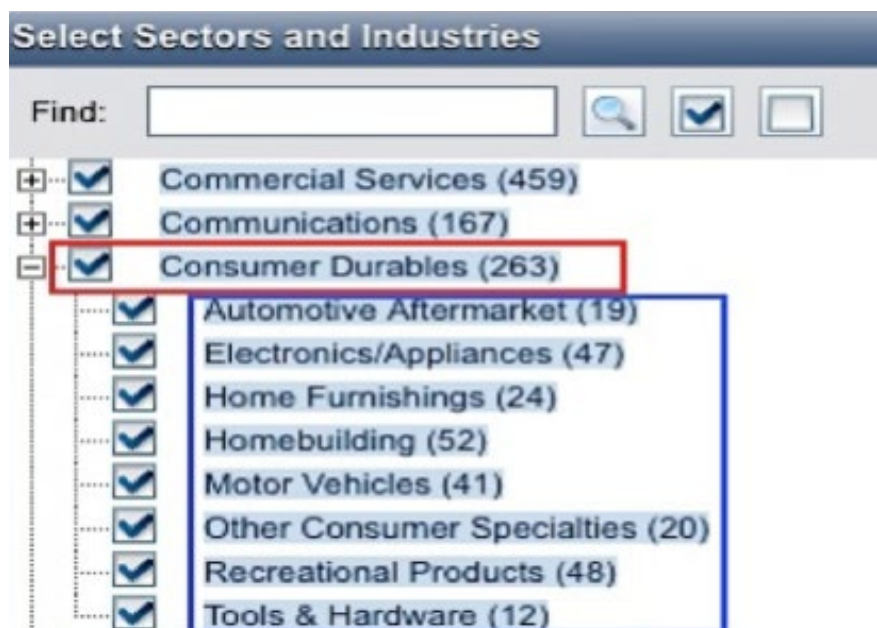 Select Sectors and Industries
Find:
Commercial Services (459)
Communications (167)
Consumer Durables (263)
Automotive Aftermarket (19)
Electronics/Appliances (47)
Home Furnishings (24)
Homebuilding (52)
Motor Vehicles (41)
Other Consumer Specialties (20)
Recreational Products (48)
Tools & Hardware (12)